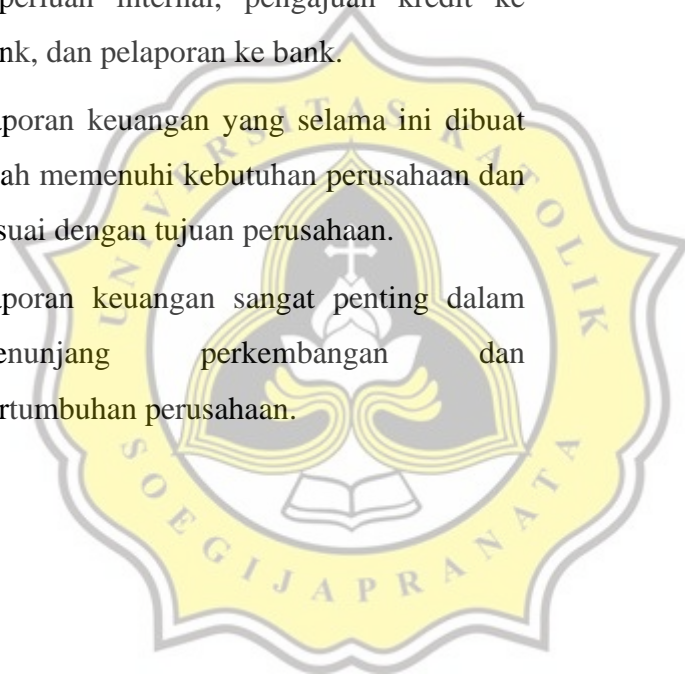 perluan internal, pengajuan kredit ke
nk, dan pelaporan ke bank.
poran keuangan yang selama ini dibuat
ah memenuhi kebutuhan perusahaan dan
suai dengan tujuan perusahaan.
poran keuangan sangat penting dalam
enunjang perkembangan dan
rtumbuhan perusahaan.
UNIVERSITAS KATOLIK
SOEGIJAPRANATA